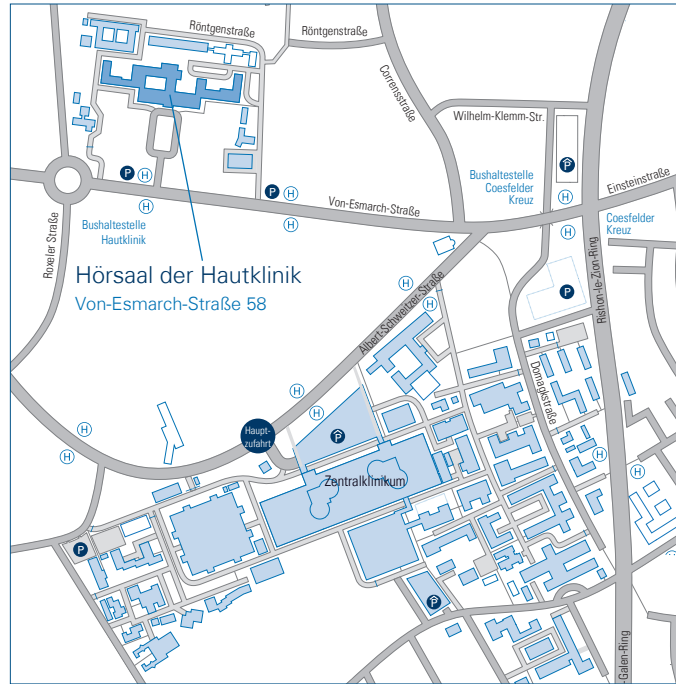 Röntgenstraße
Röntgenstraße
Corrensstraße
Wilhelm-Klemm-Str.
P
P
H
P
H
Bushaltestelle
Coesfelder
Kreuz
H
Einsteinstraße
H
Von-Esmarch-Straße
H
H
Coesfelder
Kreuz
Bushaltestelle
Hautklinik
Roxeler Straße
Hörsaal der Hautklinik
Von-Esmarch-Straße 58
H
H
Albert-Schweitzer-Straße
P
Rishon-le-Zion-Ring
Domagkstraße
H
H
Haupt-
zufahrt
P
H
H
H
H
Zentralklinikum
P
P
-Galen-Ring